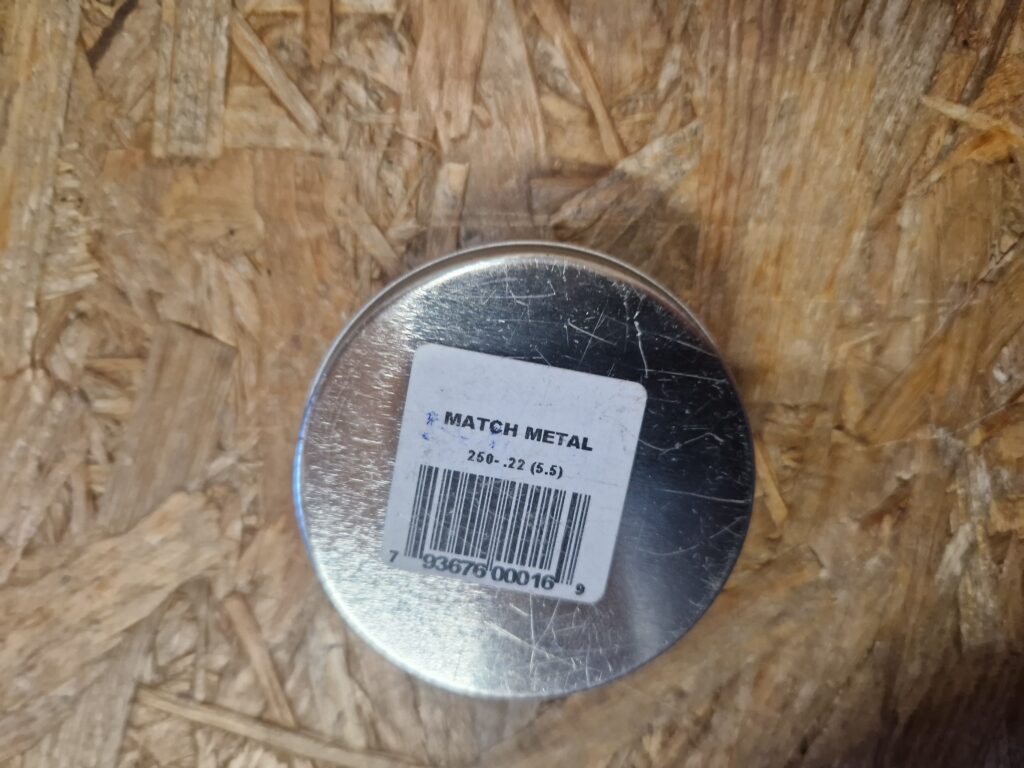 MATCH METAL
250- .22 (5.5)
7 93676 00016 9